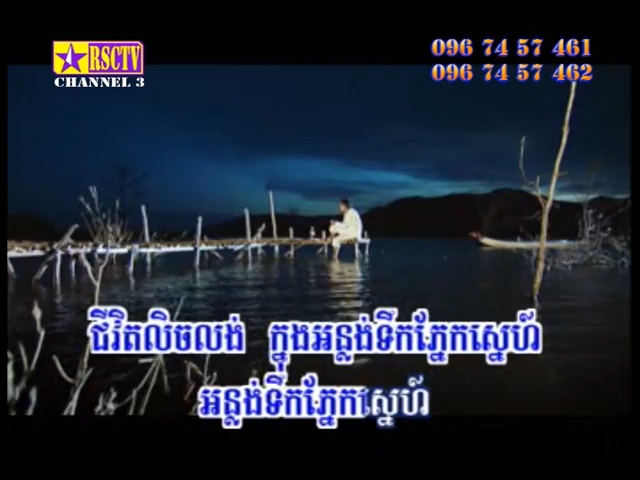 RSCTV
CHANNEL 3
096 74 57 461
096 74 57 462
ជីវិតលិចលង់ ក្នុងអន្លង់ទឹកភ្នែកស្នេហ៍
អន្លង់ទឹកភ្នែកស្នេហ៍